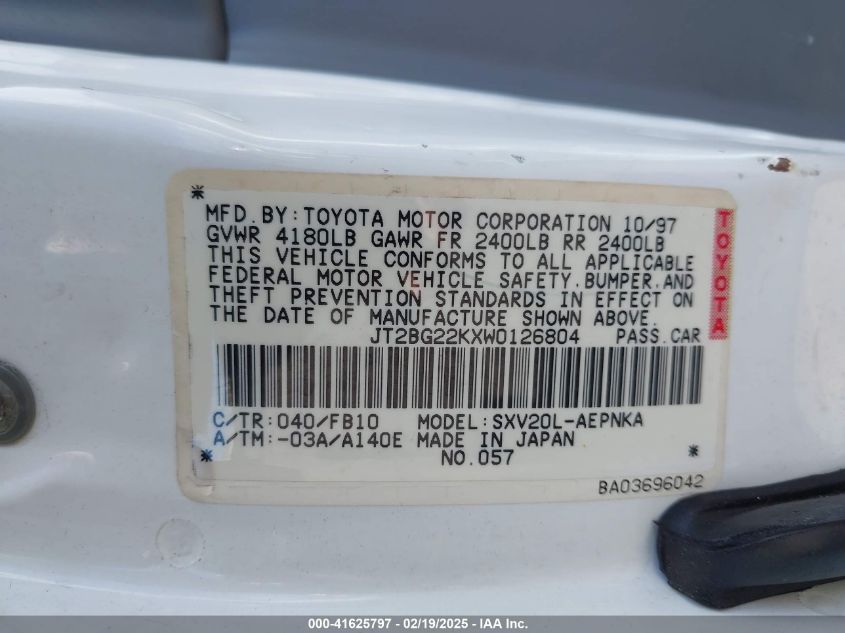 MFD.BY:TOYOTA MOTOR CORPORATION 10/97
GVWR 4180LB GAWR FR 2400LB RR 2400LB
THIS VEHICLE CONFORMS TO ALL APPLICABLE
FEDERAL MOTOR VEHICLE SAFETY,BUMPER,AND
THEFT PREVENTION STANDARDS IN EFFECT ON
THE DATE OF MANUFACTURE SHOWN ABOVE.
JT2BG22KXW0126804 PASS.CAR
TOYOTA
C/TR:040/FB10 MODEL:SXV20L-AEPNKA
A/TM:-03A/A140E MADE IN JAPAN
NO.057
BA03696042
000-41625797 - 02/19/2025 - IAA Inc.